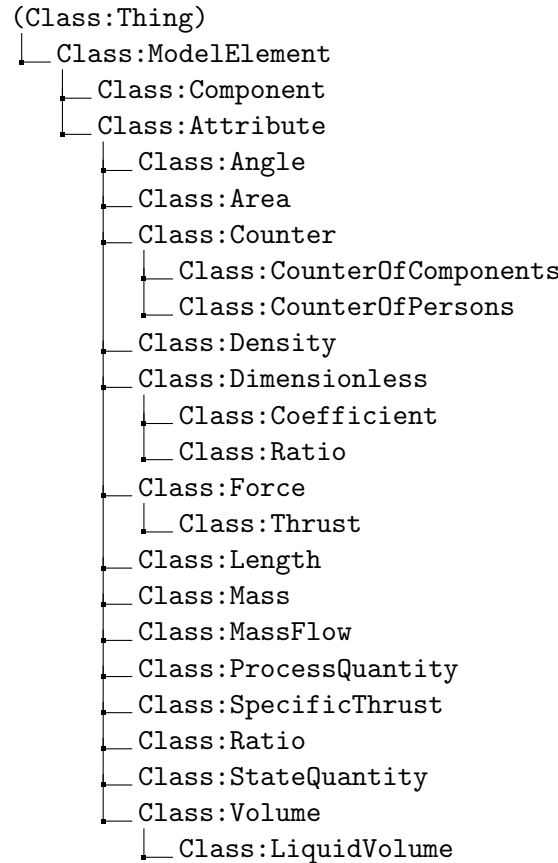 (Class:Thing)
Class:ModelElement
Class:Component
Class:Attribute
Class:Angle
Class:Area
Class:Counter
Class:CounterOfComponents
Class:CounterOfPersons
Class:Density
Class:Dimensionless
Class:Coefficient
Class:Ratio
Class:Force
Class:Thrust
Class:Length
Class:Mass
Class:MassFlow
Class:ProcessQuantity
Class:SpecificThrust
Class:Ratio
Class:StateQuantity
Class:Volume
Class:LiquidVolume